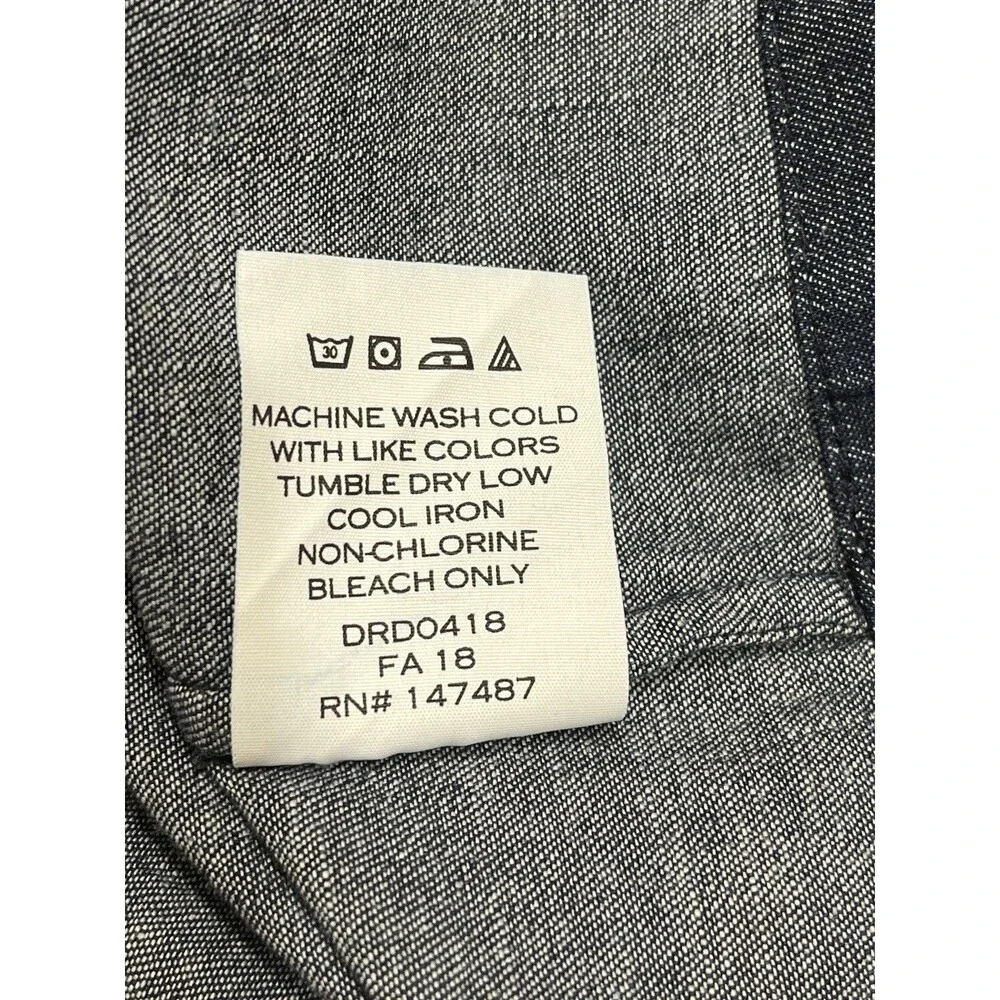 30
MACHINE WASH COLD
WITH LIKE COLORS
TUMBLE DRY LOW
COOL IRON
NON-CHLORINE
BLEACH ONLY
DRD0418
FA 18
RN# 147487